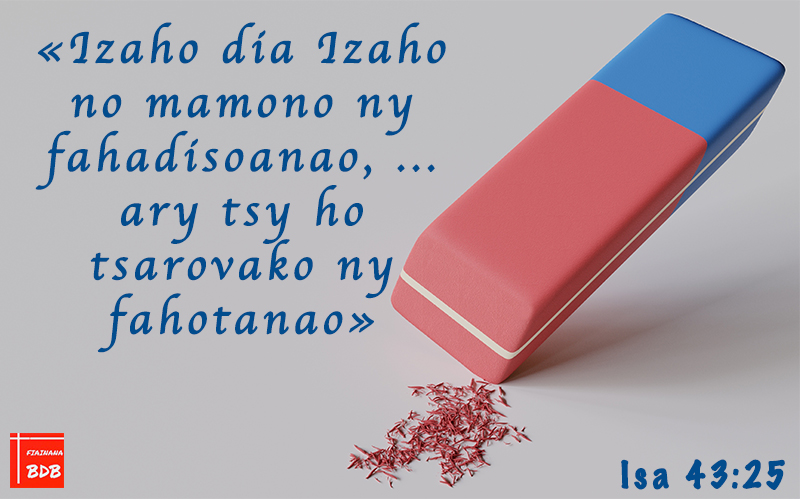 «Izaho dia Izaho
no mamono ny
fahadisoanao, ...
ary tsy ho
tsarovako ny
fahotanao»
FIAINANA
BDB
Isa 43:25